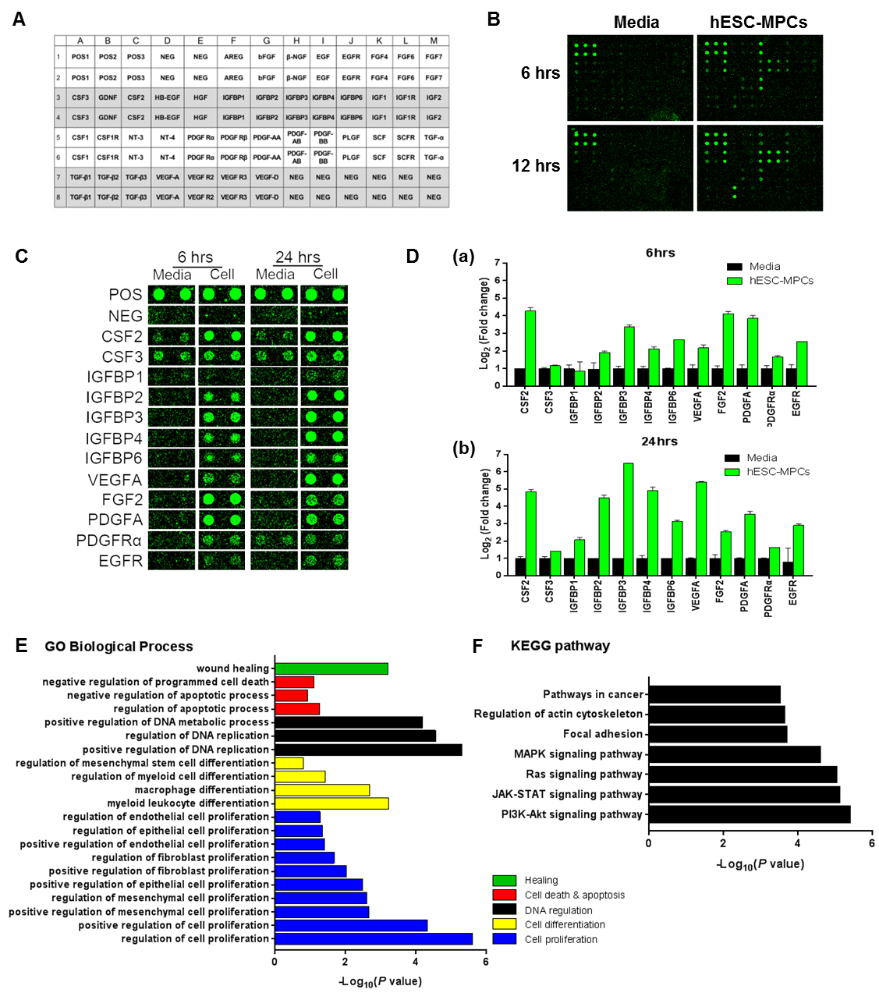 A
A B C D E F G H I J K L M
1 POS1 POS2 POS3 NEG NEG AREG bFGF β-NGF EGF EGFR FGF4 FGF6 FGF7
2 POS1 POS2 POS3 NEG NEG AREG bFGF β-NGF EGF EGFR FGF4 FGF6 FGF7
3 CSF3 GDNF CSF2 HB-EGF HGF IGFBP1 IGFBP2 IGFBP3 IGFBP4 IGFBP6 IGF1 IGF1R IGF2
4 CSF3 GDNF CSF2 HB-EGF HGF IGFBP1 IGFBP2 IGFBP3 IGFBP4 IGFBP6 IGF1 IGF1R IGF2
5 CSF1 CSF1R NT-3 NT-4 PDGF Rα PDGF Rβ PDGF-AA PDGF-AB PDGF-BB PLGF SCF SCFR TGF-α
6 CSF1 CSF1R NT-3 NT-4 PDGF Rα PDGF Rβ PDGF-AA PDGF-AB PDGF-BB PLGF SCF SCFR TGF-α
7 TGF-β1 TGF-β2 TGF-β3 VEGF-A VEGF R2 VEGF R3 VEGF-D NEG NEG NEG NEG NEG NEG
8 TGF-β1 TGF-β2 TGF-β3 VEGF-A VEGF R2 VEGF R3 VEGF-D NEG NEG NEG NEG NEG NEG
B
Media hESC-MPCs
6 hrs
12 hrs
C
6 hrs 24 hrs
Media Cell Media Cell
POS
NEG
CSF2
CSF3
IGFBP1
IGFBP2
IGFBP3
IGFBP4
IGFBP6
VEGFA
FGF2
PDGFA
PDGFRα
EGFR
D
(a)
6hrs
Media
hESC-MPCs
Log2 (Fold change)
7
6
5
4
3
2
1
0
CSF2 CSF3 IGFBP1 IGFBP2 IGFBP3 IGFBP4 IGFBP6 VEGFA FGF2 PDGFA PDGFRα EGFR
(b)
24hrs
Media
hESC-MPCs
Log2 (Fold change)
7
6
5
4
3
2
1
0
CSF2 CSF3 IGFBP1 IGFBP2 IGFBP3 IGFBP4 IGFBP6 VEGFA FGF2 PDGFA PDGFRα EGFR
E GO Biological Process
wound healing
negative regulation of programmed cell death
negative regulation of apoptotic process
regulation of apoptotic process
positive regulation of DNA metabolic process
regulation of DNA replication
positive regulation of DNA replication
regulation of mesenchymal stem cell differentiation
regulation of myeloid cell differentiation
macrophage differentiation
myeloid leukocyte differentiation
regulation of endothelial cell proliferation
regulation of epithelial cell proliferation
positive regulation of endothelial cell proliferation
regulation of fibroblast proliferation
positive regulation of fibroblast proliferation
positive regulation of epithelial cell proliferation
regulation of mesenchymal cell proliferation
positive regulation of mesenchymal cell proliferation
positive regulation of cell proliferation
regulation of cell proliferation
0 2 4 6
-Log10(P value)
Healing
Cell death & apoptosis
DNA regulation
Cell differentiation
Cell proliferation
F KEGG pathway
Pathways in cancer
Regulation of actin cytoskeleton
Focal adhesion
MAPK signaling pathway
Ras signaling pathway
JAK-STAT signaling pathway
PI3K-Akt signaling pathway
0 2 4 6
-Log10(P value)